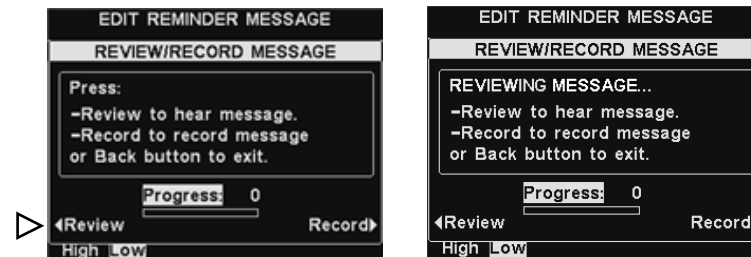 EDIT REMINDER MESSAGE
REVIEW/RECORD MESSAGE
Press:
-Review to hear message.
-Record to record message
or Back button to exit.
Progress: 0
◀Review Record▶
High Low
EDIT REMINDER MESSAGE
REVIEW/RECORD MESSAGE
REVIEWING MESSAGE...
-Review to hear message.
-Record to record message
or Back button to exit.
Progress: 0
◀Review Record
High Low